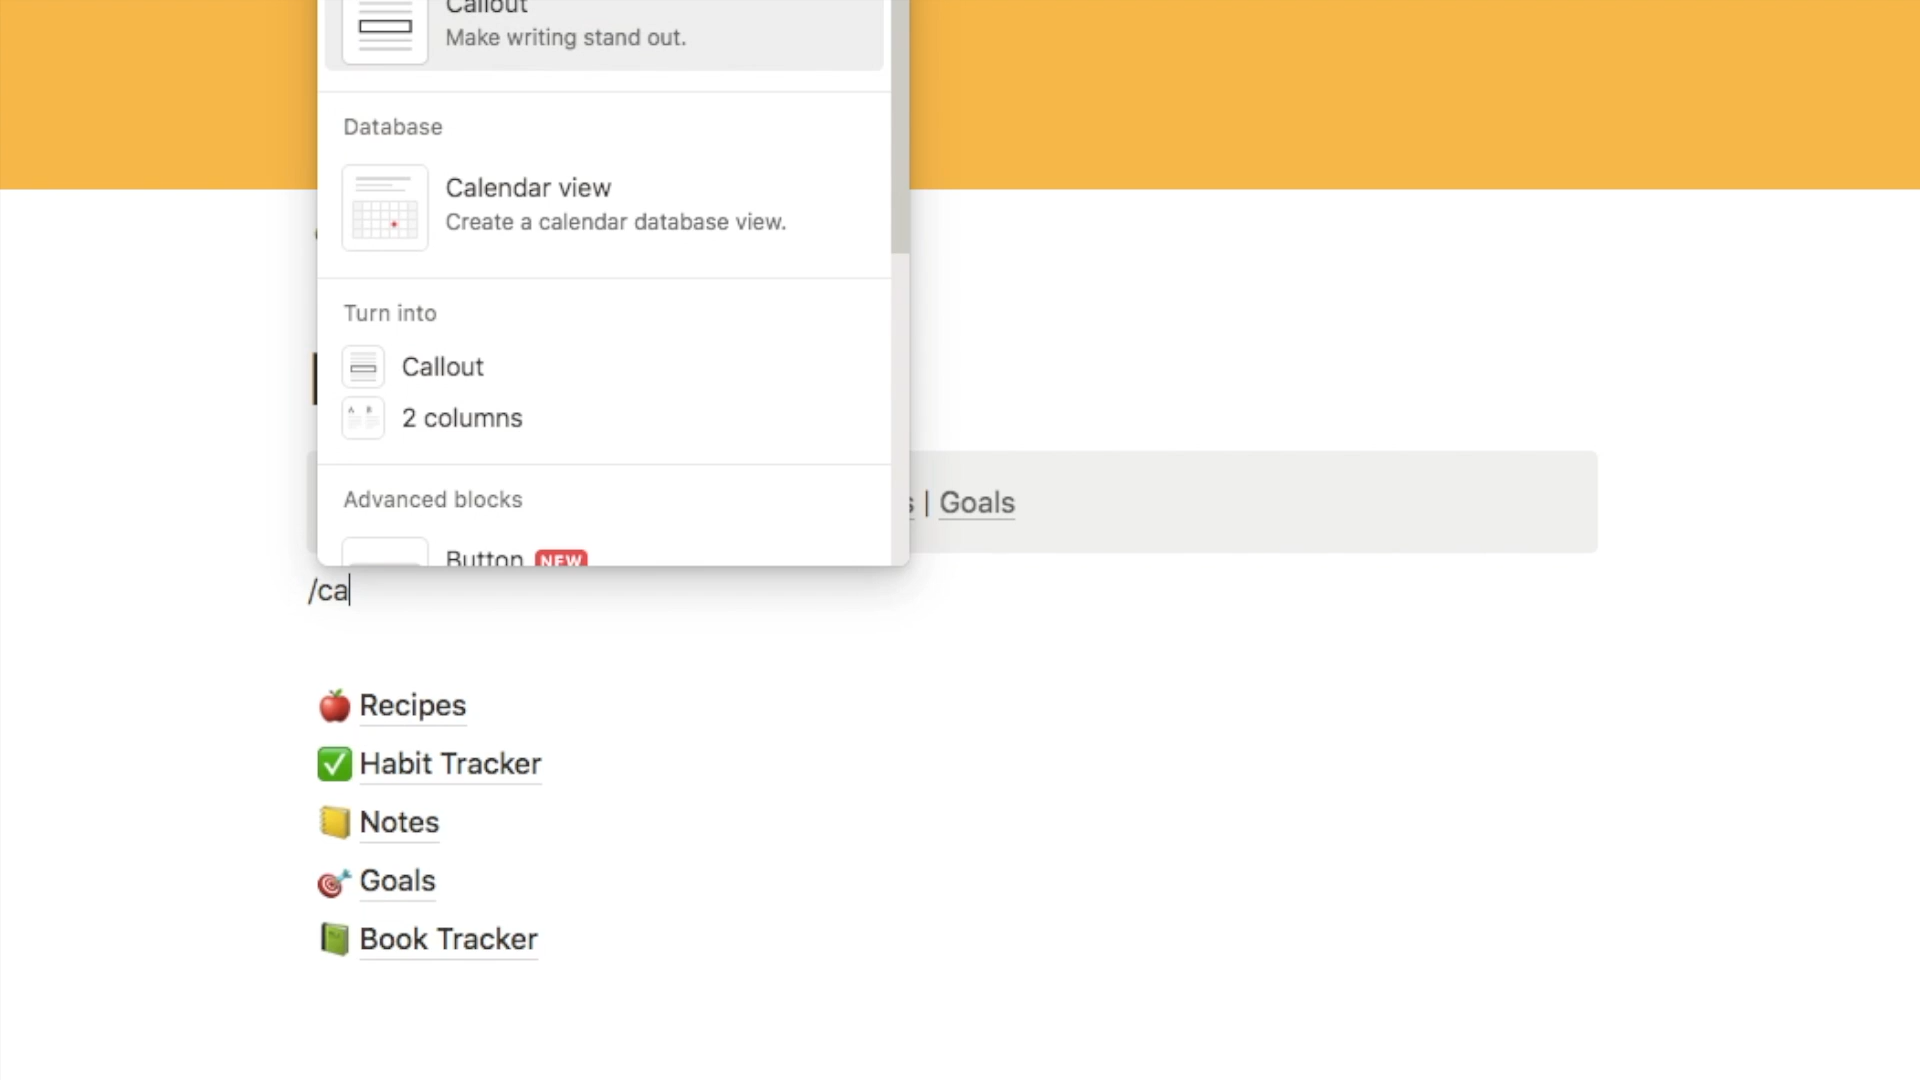 Callout
Make writing stand out.
Database
Calendar view
Create a calendar database view.
Turn into
Callout
2 columns
Advanced blocks
| Goals
Button NEW
/ca
Recipes
Habit Tracker
Notes
Goals
Book Tracker